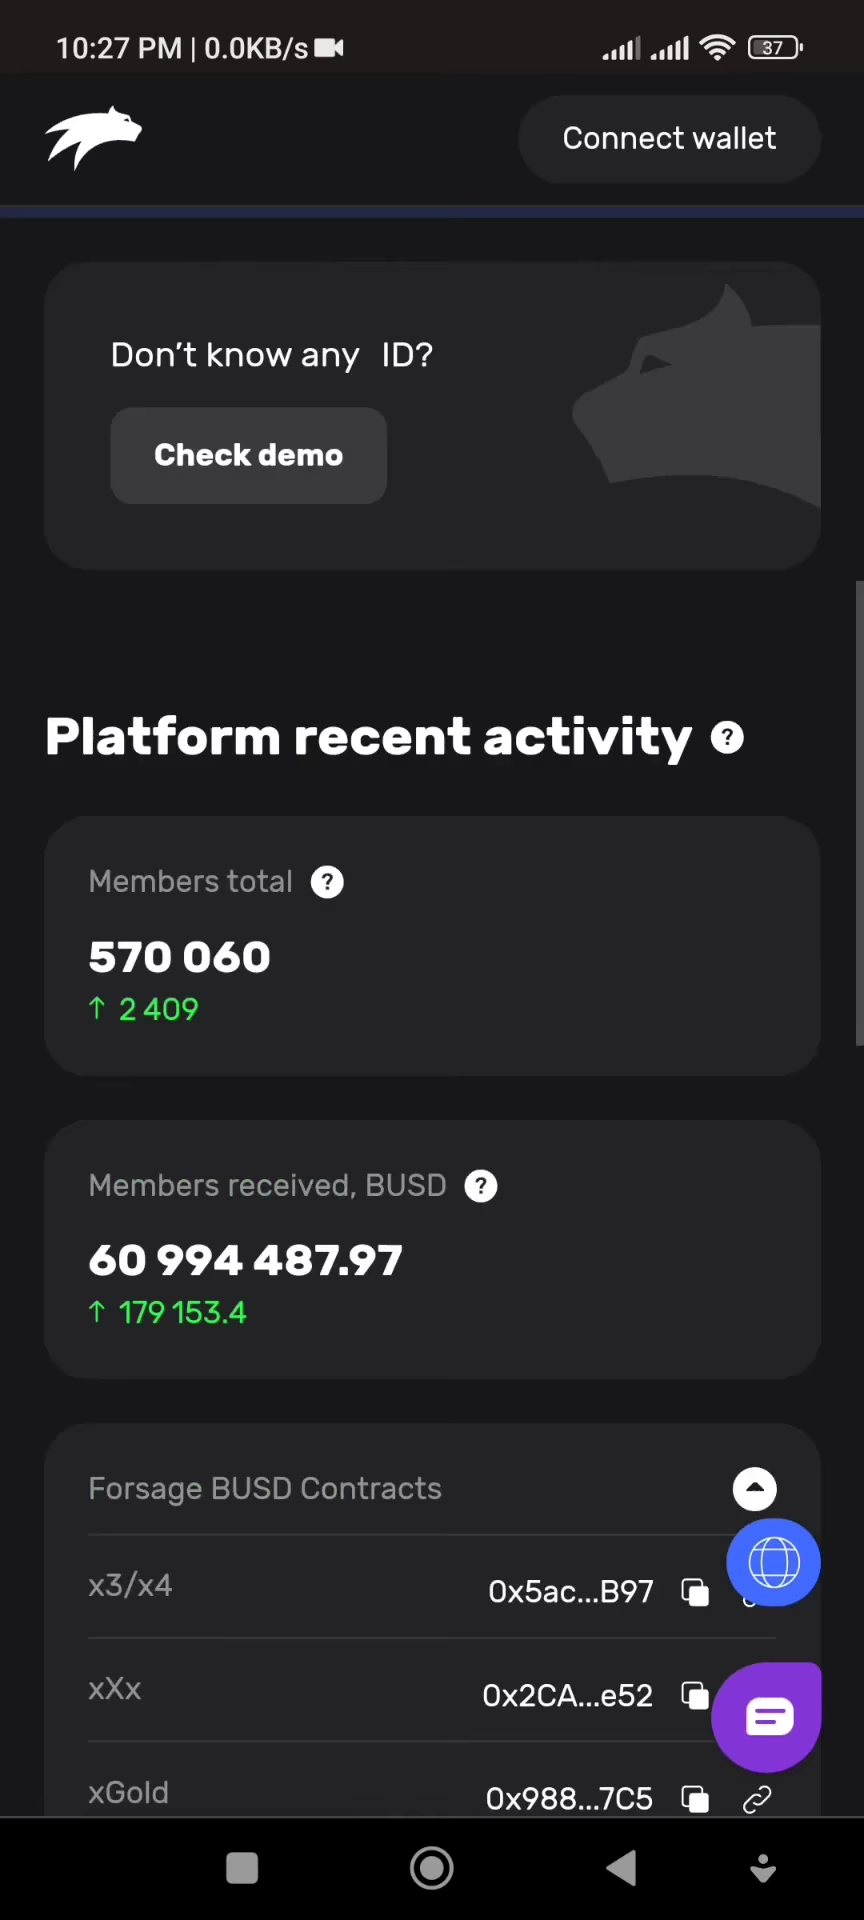 10:27 PM | 0.0KB/s
37
Connect wallet
Don’t know any ID?
Check demo
Platform recent activity ?
Members total ?
570 060
↑ 2 409
Members received, BUSD ?
60 994 487.97
↑ 179 153.4
Forsage BUSD Contracts
x3/x4 0x5ac...B97
xXx 0x2CA...e52
xGold 0x988...7C5